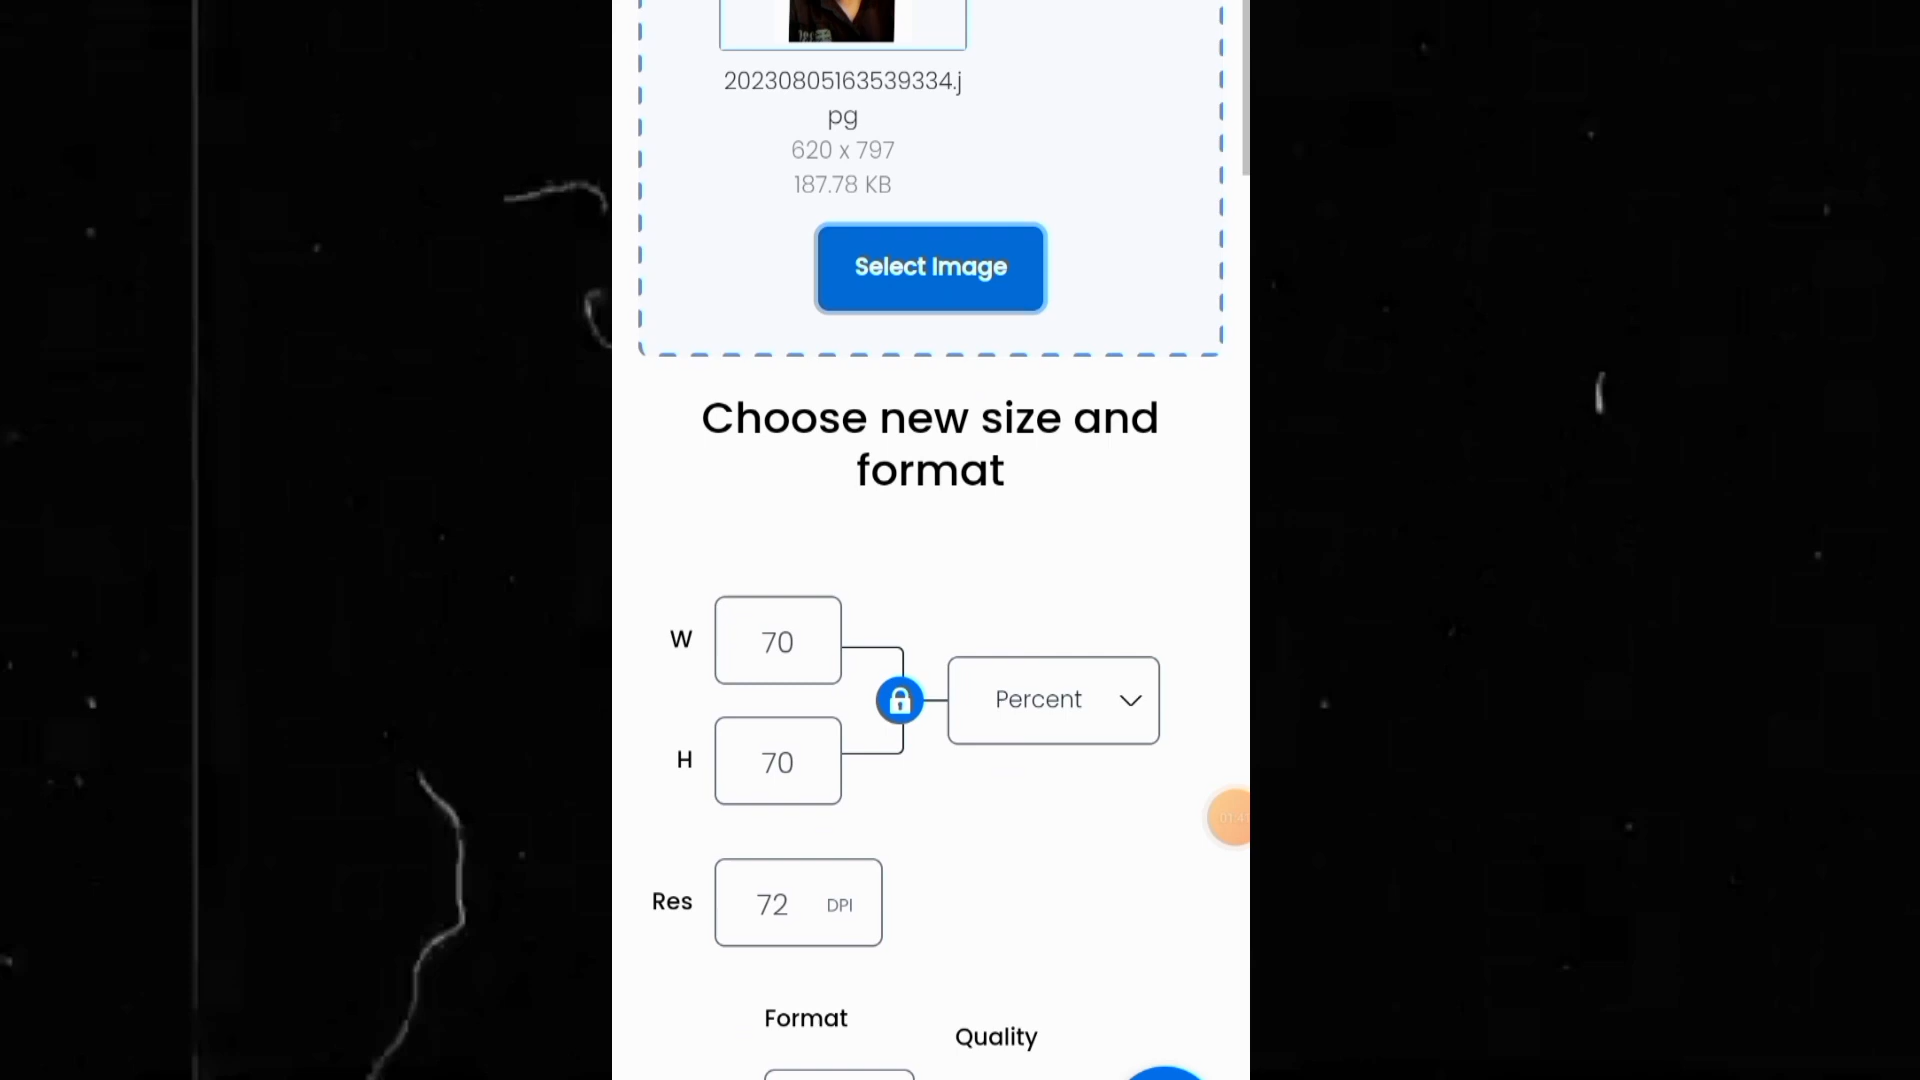 20230805163539334.j
pg
620 x 797
187.78 KB
Select Image
Choose new size and
format
W
70
Percent
H
70
Res
72
DPI
Format
Quality